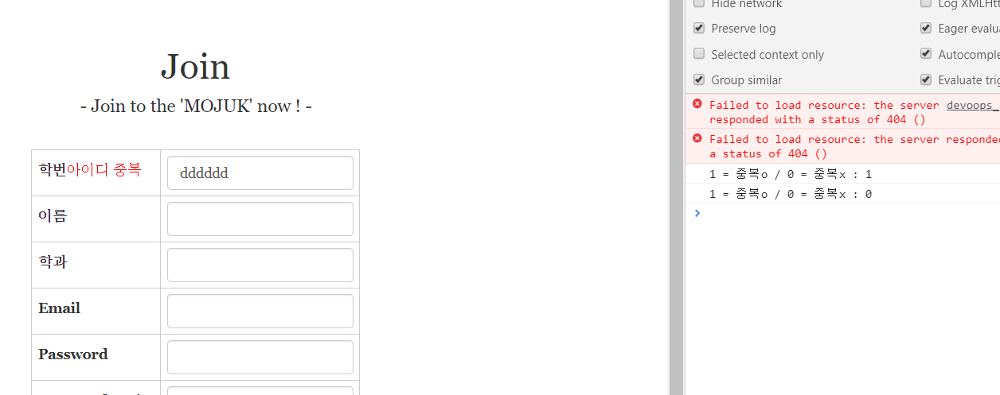 Join
- Join to the 'MOJUK' now ! -
학번아이디 중복
dddddd
이름
학과
Email
Password
Hide network
Log XMLHtt
Preserve log
Eager evalua
Selected context only
Autocomple
Group similar
Evaluate trig
Failed to load resource: the server devoops_
responded with a status of 404 ()
Failed to load resource: the server responded
a status of 404 ()
1 = 중복o / 0 = 중복x : 1
1 = 중복o / 0 = 중복x : 0